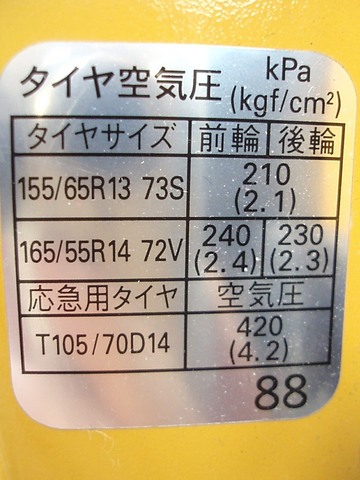 タイヤ空気圧 kPa
(kgf/cm²)
タイヤサイズ 前輪 後輪
155/65R13 73S 210
(2.1)
165/55R14 72V 240 230
(2.4) (2.3)
応急用タイヤ 空気圧
T105/70D14 420
(4.2)
88